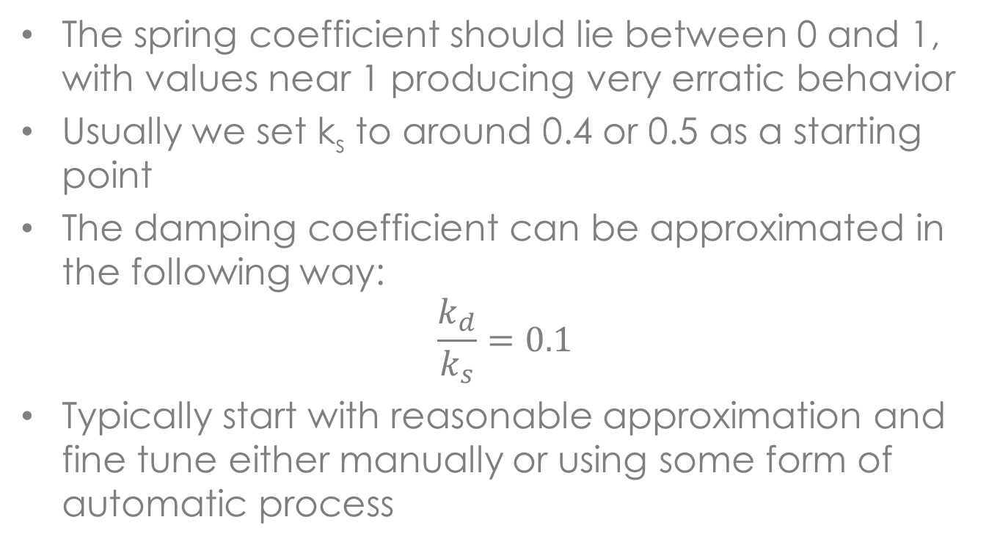 • The spring coefficient should lie between 0 and 1,
with values near 1 producing very erratic behavior
• Usually we set kₛ to around 0.4 or 0.5 as a starting
point
• The damping coefficient can be approximated in
the following way:
k_d / k_s = 0.1
• Typically start with reasonable approximation and
fine tune either manually or using some form of
automatic process